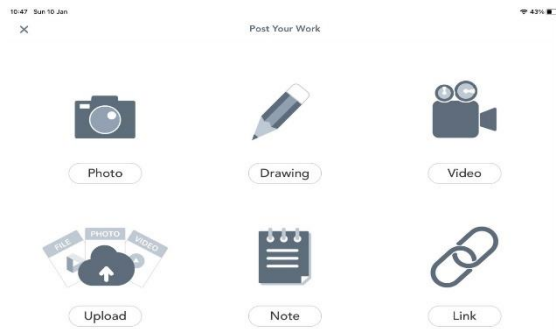 10:47 Sun 10 Jan 43%
Post Your Work
Photo Drawing Video
FILE PHOTO VIDEO
Upload Note Link